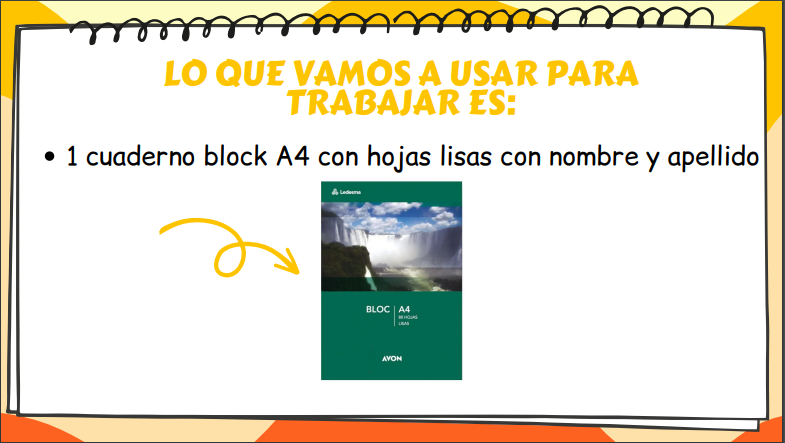 LO QUE VAMOS A USAR PARA
TRABAJAR ES:
• 1 cuaderno block A4 con hojas lisas con nombre y apellido
Ledesma
BLOC A4
80 HOJAS
LISAS
AVON